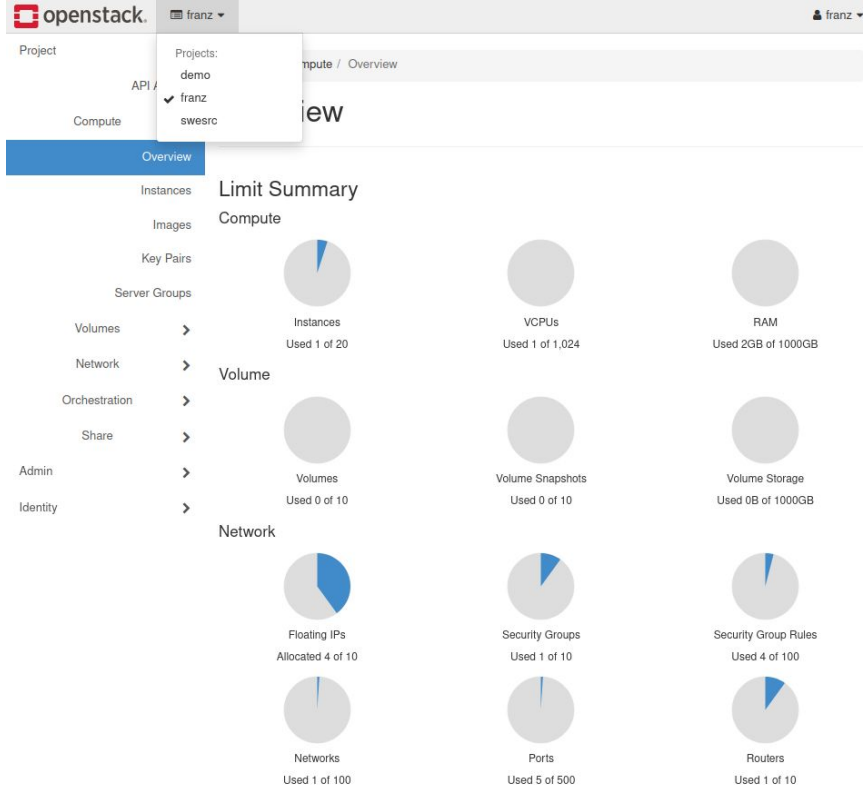 openstack.
franz
franz
Project
Projects:
demo
franz
swesrc
API
mpute / Overview
iew
Compute
Overview
Instances
Images
Key Pairs
Server Groups
Volumes
Network
Orchestration
Share
Admin
Identity
Limit Summary
Compute
Instances
Used 1 of 20
VCPUs
Used 1 of 1,024
RAM
Used 2GB of 1000GB
Volume
Volumes
Used 0 of 10
Volume Snapshots
Used 0 of 10
Volume Storage
Used 0B of 1000GB
Network
Floating IPs
Allocated 4 of 10
Security Groups
Used 1 of 10
Security Group Rules
Used 4 of 100
Networks
Used 1 of 100
Ports
Used 5 of 500
Routers
Used 1 of 10